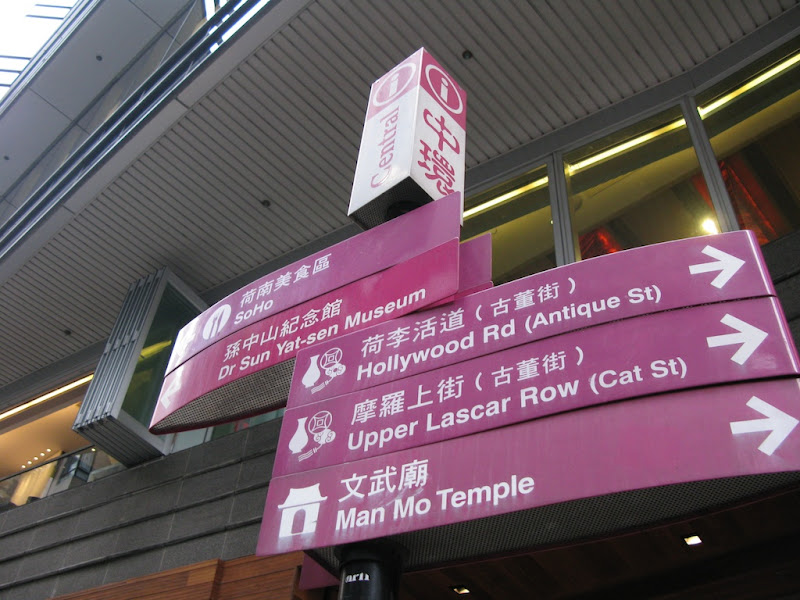 i
i
Central
中環
荷南美食區
SoHo
孫中山紀念館
Dr Sun Yat-sen Museum
荷李活道（古董街）
Hollywood Rd (Antique St)
摩羅上街（古董街）
Upper Lascar Row (Cat St)
文武廟
Man Mo Temple